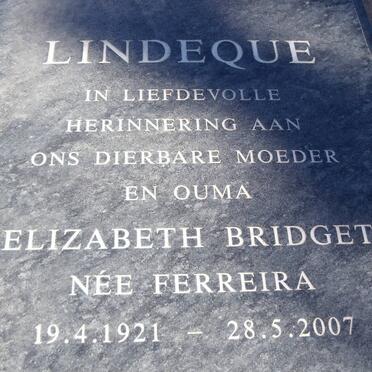 LINDEQUE
IN LIEFDEVOLLE
HERINNERING AAN
ONS DIERBARE MOEDER
EN OUMA
ELIZABETH BRIDGET
NÉE FERREIRA
19.4.1921 – 28.5.2007